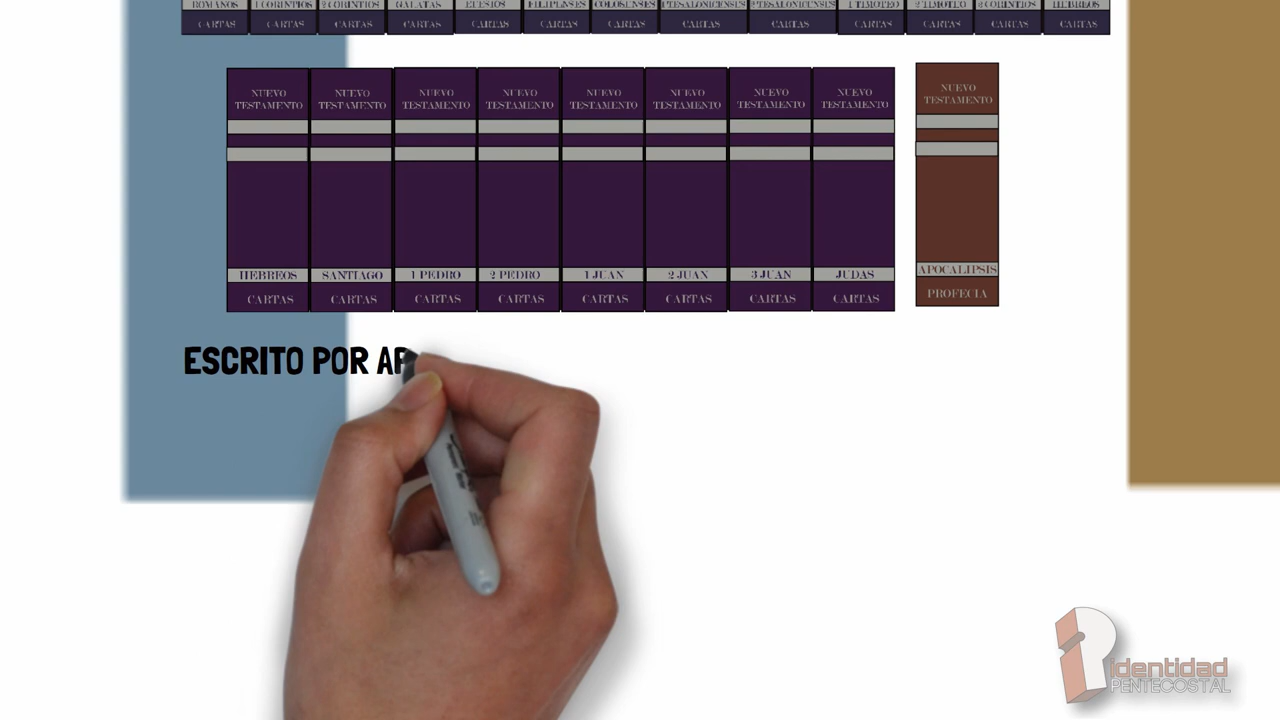 ROMANOS 1 CORINTIOS 2 CORINTIOS GALATAS EFESIOS FILIPENSES COLOSENSES 1 TESALONICENSES 2 TESALONICENSES 1 TIMOTEO 2 TIMOTEO 2 CORINTIOS HEBREOS
CARTAS CARTAS CARTAS CARTAS CARTAS CARTAS CARTAS CARTAS CARTAS CARTAS CARTAS CARTAS CARTAS
NUEVO NUEVO NUEVO NUEVO NUEVO NUEVO NUEVO NUEVO NUEVO
TESTAMENTO TESTAMENTO TESTAMENTO TESTAMENTO TESTAMENTO TESTAMENTO TESTAMENTO TESTAMENTO TESTAMENTO
HEBREOS SANTIAGO 1 PEDRO 2 PEDRO 1 JUAN 2 JUAN 3 JUAN JUDAS APOCALIPSIS
CARTAS CARTAS CARTAS CARTAS CARTAS CARTAS CARTAS CARTAS PROFECIA
ESCRITO POR AP
identidad
PENTECOSTAL